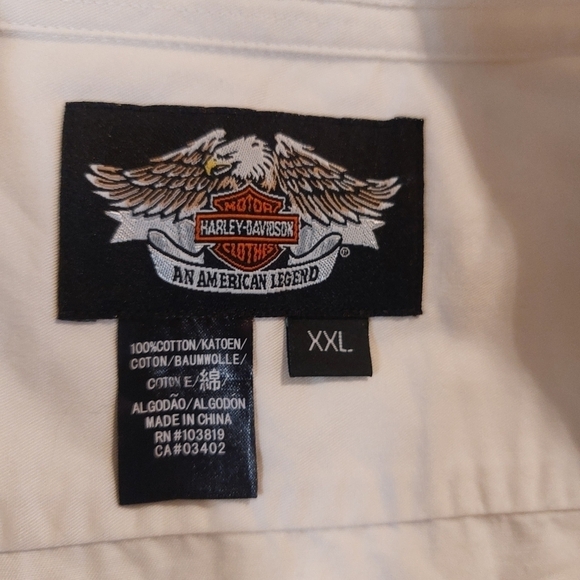 MOTOR
HARLEY-DAVIDSON
CLOTHES
®
AN AMERICAN LEGEND
XXL
100%COTTON/KATOEN/
COTON/BAUMWOLLE/
COTONE/綿/
ALGODÃO/ALGODON
MADE IN CHINA
RN #103819
CA#03402